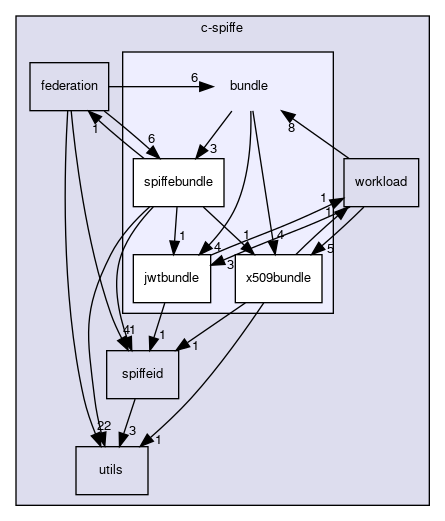 c-spiffe
federation
6
bundle
1
6
3
8
spiffebundle
workload
1
1
1
1
4
4
3
5
jwtbundle
x509bundle
41
1
1
spiffeid
22
3
1
utils